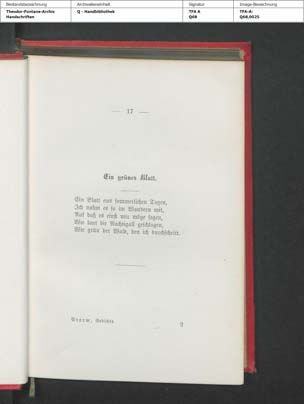 Bestandsbezeichnung Archivalieneinheit Signatur Image-Bezeichnung
Theodor-Fontane-Archiv Q - Handbibliothek TFA A TFA-A-
Handschriften Q68 Q68,0025
— 17 —
Ein grünes Blatt.
Ein Blatt aus sommerlichen Tagen,
Ich nahm es so im Wandern mit,
Auf daß es einst mir möge sagen,
Wie laut die Nachtigall geschlagen,
Wie grün der Wald, den ich durchschritt.
Storm, Gedichte. 2